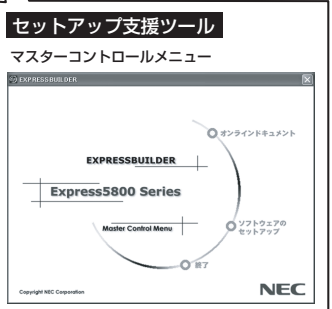 セットアップ支援ツール
マスターコントロールメニュー
EXPRESSBUILDER
オンラインドキュメント
EXPRESSBUILDER
Express5800 Series
ソフトウェアの
セットアップ
Master Control Menu
終了
Copyright NEC Corporation
NEC